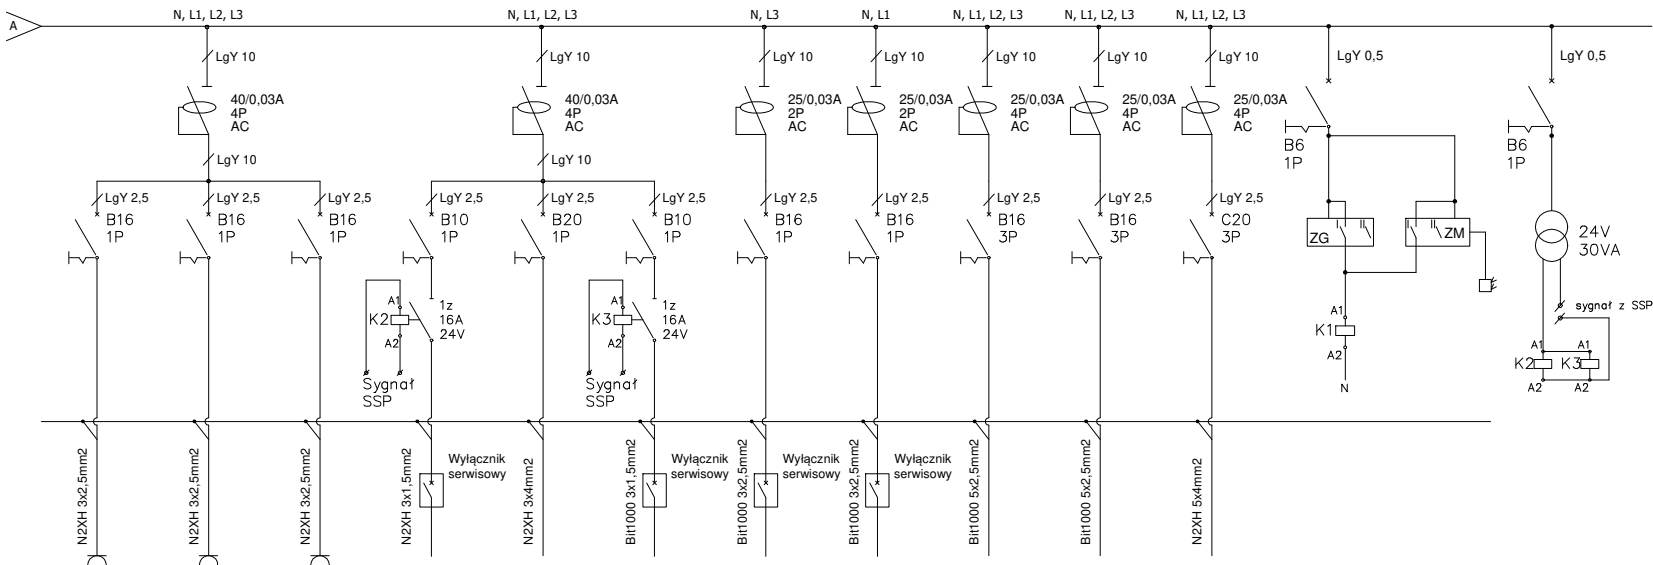 A
N, L1, L2, L3
N, L1, L2, L3
N, L3
N, L1
N, L1, L2, L3
N, L1, L2, L3
N, L1, L2, L3
LgY 10
LgY 10
LgY 10
LgY 10
LgY 10
LgY 10
LgY 10
LgY 0,5
LgY 0,5
40/0,03A
4P
AC
40/0,03A
4P
AC
25/0,03A
2P
AC
25/0,03A
2P
AC
25/0,03A
4P
AC
25/0,03A
4P
AC
25/0,03A
4P
AC
B6
1P
B6
1P
LgY 10
LgY 10
LgY 2,5
LgY 2,5
LgY 2,5
LgY 2,5
LgY 2,5
LgY 2,5
LgY 2,5
LgY 2,5
LgY 2,5
LgY 2,5
LgY 2,5
B16
1P
B16
1P
B16
1P
B10
1P
B20
1P
B10
1P
B16
1P
B16
1P
B16
3P
B16
3P
C20
3P
ZG
ZM
24V
30VA
A1
K2
A2
1z
16A
24V
Sygnał
SSP
A1
K3
A2
1z
16A
24V
Sygnał
SSP
A1
K1
A2
N
sygnał z SSP
A1
K2
A2
A1
K3
A2
N2XH 3x2,5mm2
N2XH 3x2,5mm2
N2XH 3x2,5mm2
N2XH 3x1,5mm2
Wyłącznik
serwisowy
N2XH 3x4mm2
Bit1000 3x1,5mm2
Wyłącznik
serwisowy
Bit1000 3x2,5mm2
Wyłącznik
serwisowy
Bit1000 3x2,5mm2
Wyłącznik
serwisowy
Bit1000 5x2,5mm2
Bit1000 5x2,5mm2
N2XH 5x4mm2